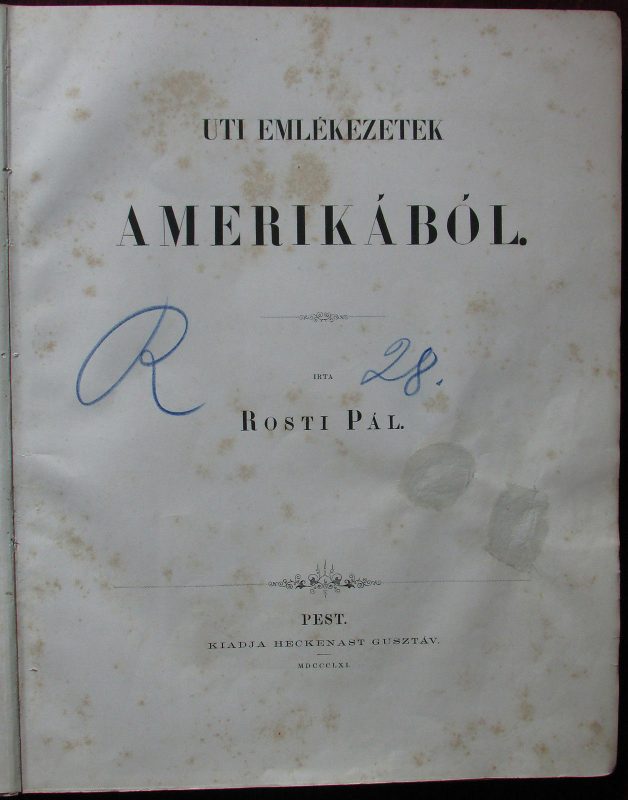 UTI EMLÉKEZETEK
AMERIKÁBÓL.
R
IRTA
28.
ROSTI PÁL.
PEST.
KIADJA HECKENAST GUSZTÁV.
MDCCCLXI.